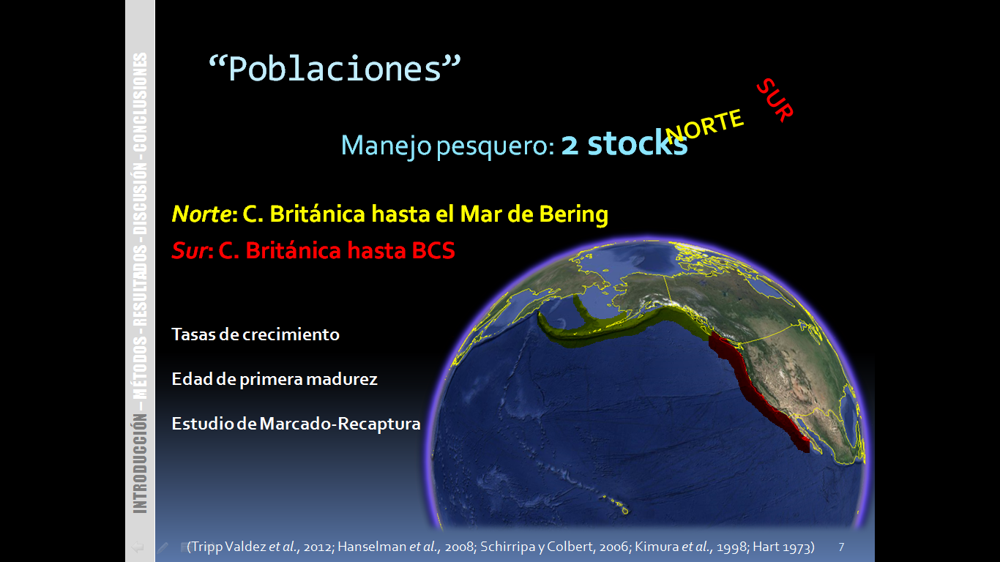 “Poblaciones”
SUR
NORTE
Manejo pesquero: 2 stocks
Norte: C. Británica hasta el Mar de Bering
Sur: C. Británica hasta BCS
Tasas de crecimiento
Edad de primera madurez
Estudio de Marcado-Recaptura
(Tripp Valdez et al., 2012; Hanselman et al., 2008; Schirripa y Colbert, 2006; Kimura et al., 1998; Hart 1973)
7
INTRODUCCIÓN – MÉTODOS - RESULTADOS - DISCUSIÓN - CONCLUSIONES